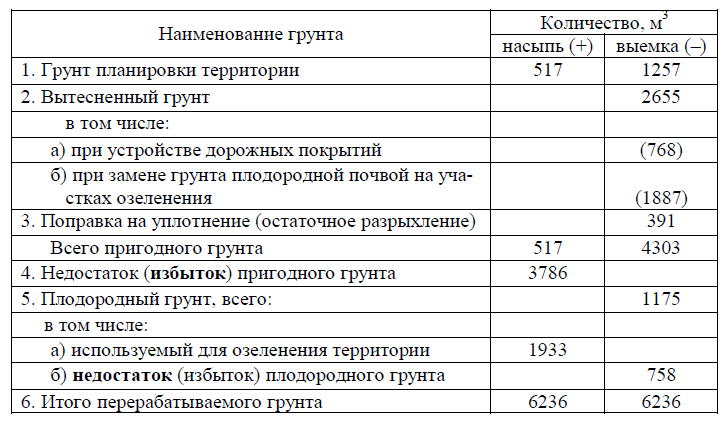 Наименование грунта Количество, м3
насыпь (+) выемка (–)
1. Грунт планировки территории 517 1257
2. Вытесненный грунт 2655
в том числе:
а) при устройстве дорожных покрытий (768)
б) при замене грунта плодородной почвой на уча-
стках озеленения (1887)
3. Поправка на уплотнение (остаточное разрыхление) 391
Всего пригодного грунта 517 4303
4. Недостаток (избыток) пригодного грунта 3786
5. Плодородный грунт, всего: 1175
в том числе:
а) используемый для озеленения территории 1933
б) недостаток (избыток) плодородного грунта 758
6. Итого перерабатываемого грунта 6236 6236